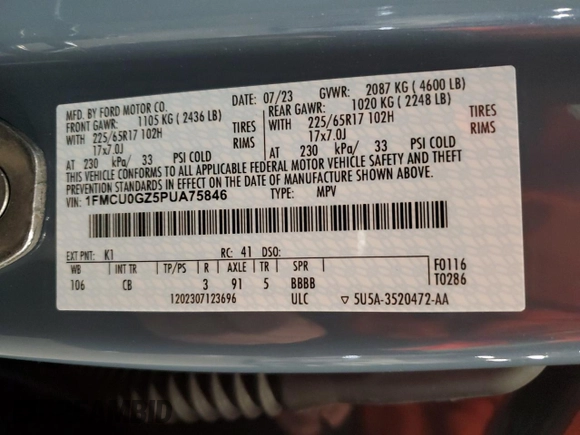 MFD. BY FORD MOTOR CO. DATE: 07/23 GVWR: 2087 KG (4600 LB)
FRONT GAWR: 1105 KG (2436 LB) REAR GAWR: 1020 KG (2248 LB)
WITH 225/65R17 102H TIRES WITH 225/65R17 102H TIRES
17x7.0J RIMS 17x7.0J RIMS
AT 230 kPa/ 33 PSI COLD AT 230 kPa/ 33 PSI COLD
THIS VEHICLE CONFORMS TO ALL APPLICABLE FEDERAL MOTOR VEHICLE SAFETY AND THEFT
PREVENTION STANDARDS IN EFFECT ON THE DATE OF MANUFACTURE SHOWN ABOVE.
VIN: 1FMCU0GZ5PUA75846 TYPE: MPV
EXT PNT: K1 RC: 41 DSO: F0116
WB INT TR TP/PS R AXLE TR SPR T0286
106 CB 3 91 5 BBBB
1202307123696 ULC 5U5A-3520472-AA